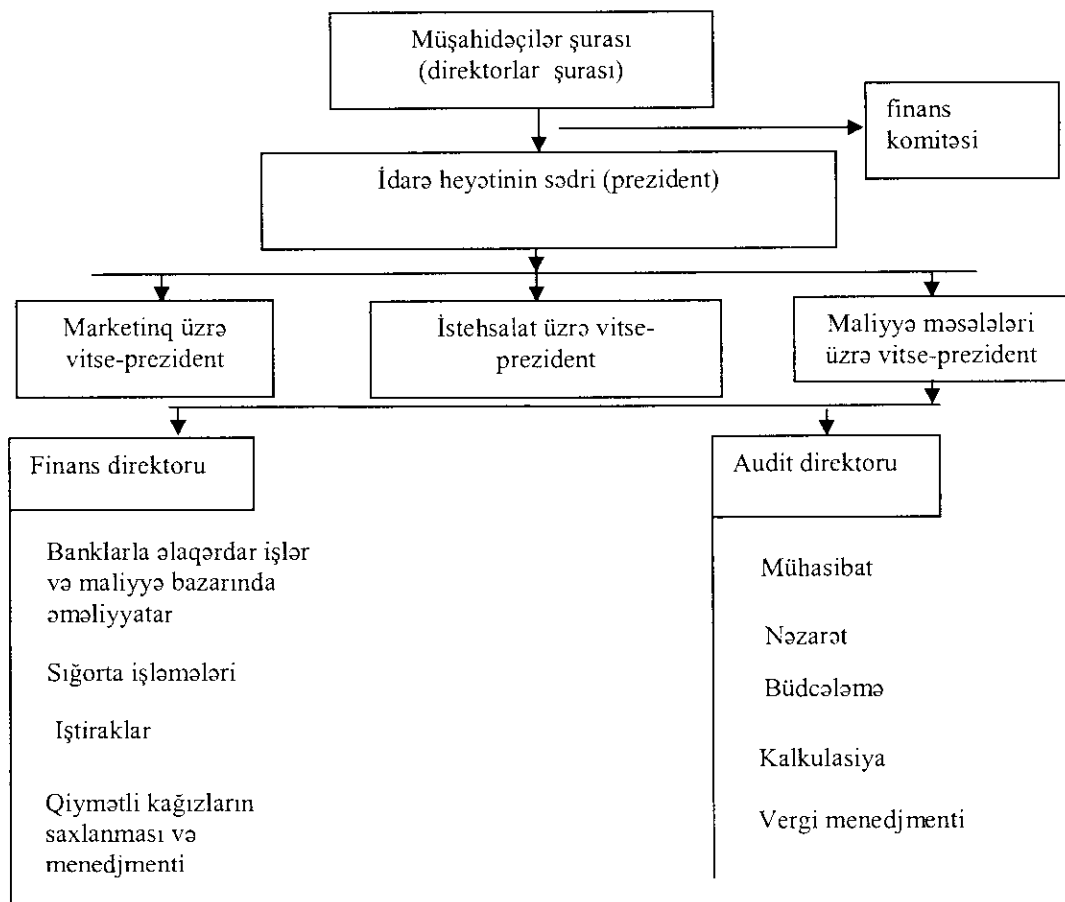 Müşahidəçilər şurası
(direktorlar şurası)
finans
komitəsi
İdarə heyətinin sədri (prezident)
Marketinq üzrə
vitse-prezident
İstehsalat üzrə vitse-
prezident
Maliyyə məsələləri
üzrə vitse-prezident
Finans direktoru
Audit direktoru
Banklarla əlaqərdar işlər
və maliyyə bazarında
əməliyyatar
Sığorta işləmələri
Iştiraklar
Qiymətli kağızların
saxlanması və
menedjmenti
Mühasibat
Nəzarət
Büdcələmə
Kalkulasiya
Vergi menedjmenti